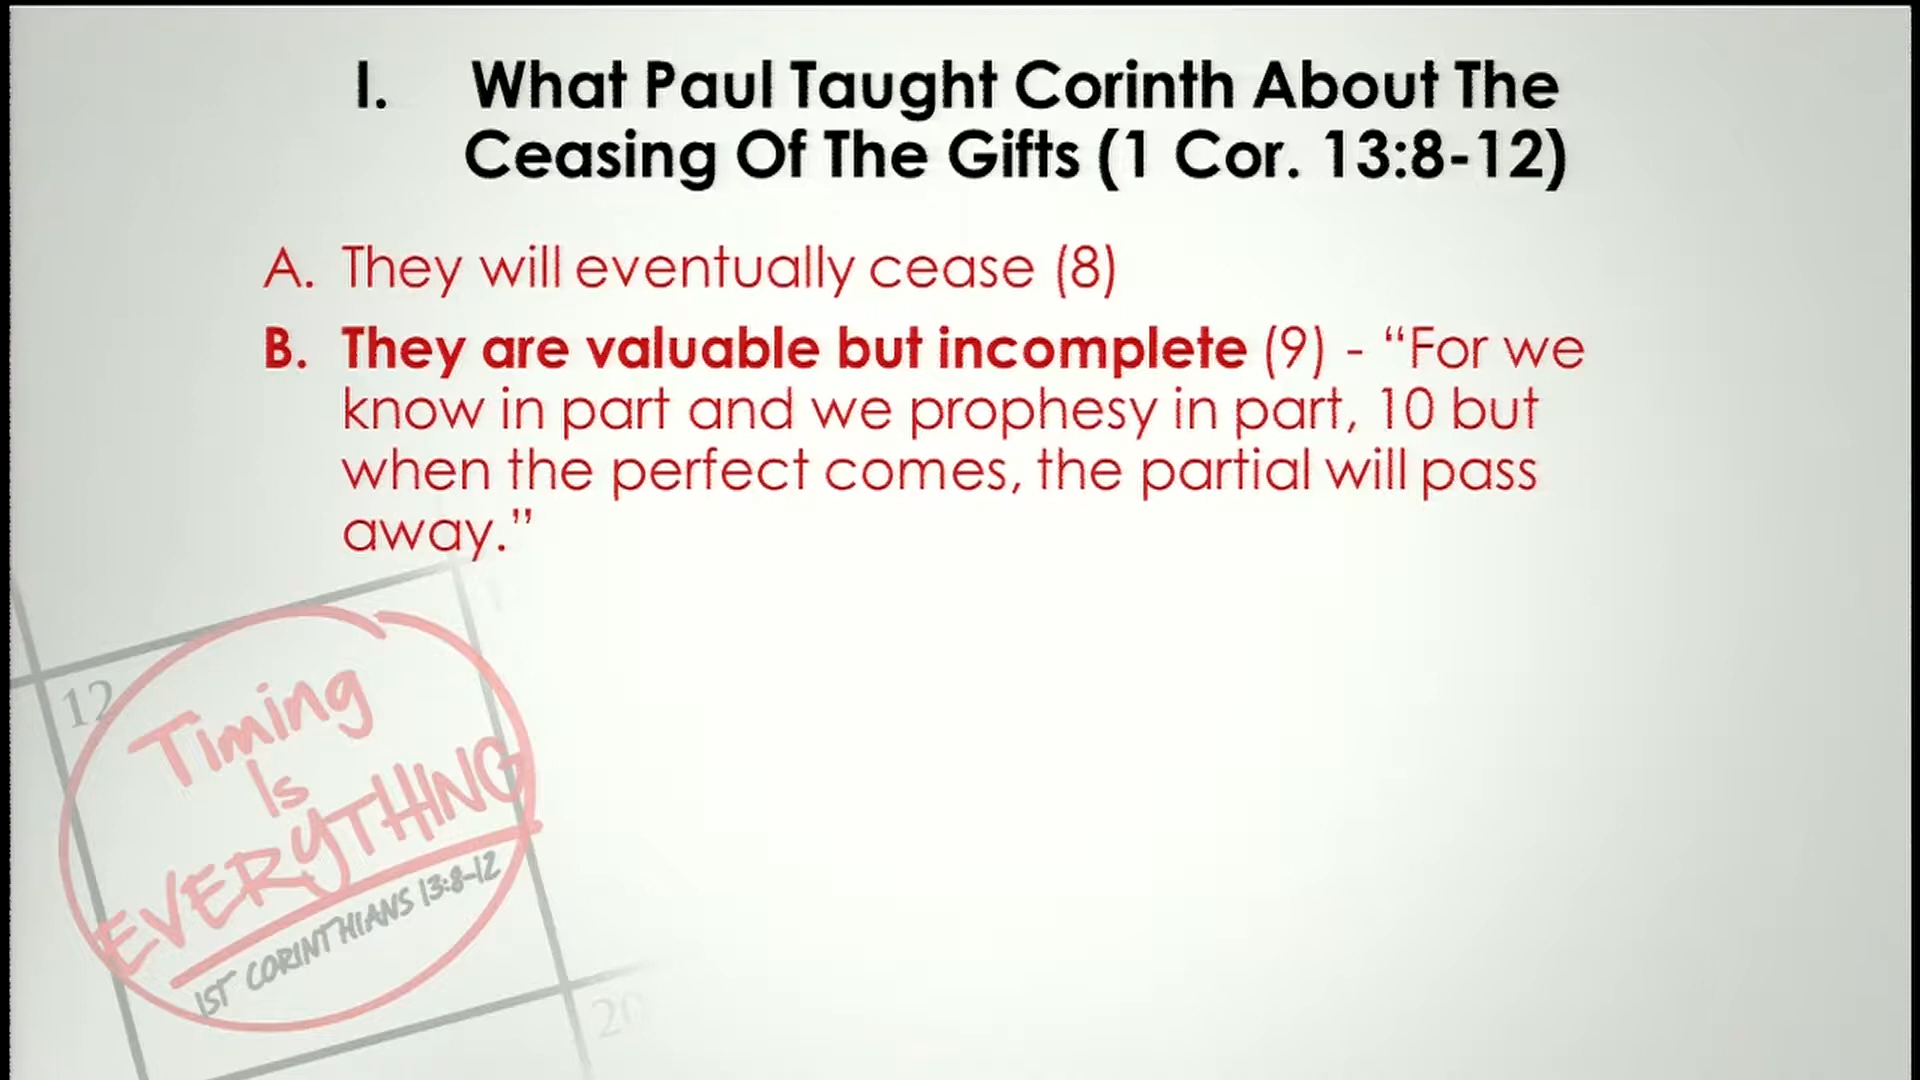 I. What Paul Taught Corinth About The
Ceasing Of The Gifts (1 Cor. 13:8-12)
A. They will eventually cease (8)
B. They are valuable but incomplete (9) - “For we
know in part and we prophesy in part, 10 but
when the perfect comes, the partial will pass
away.”
12
Timing
Is
EVERYTHING
1ST CORINTHIANS 13:8-12
20